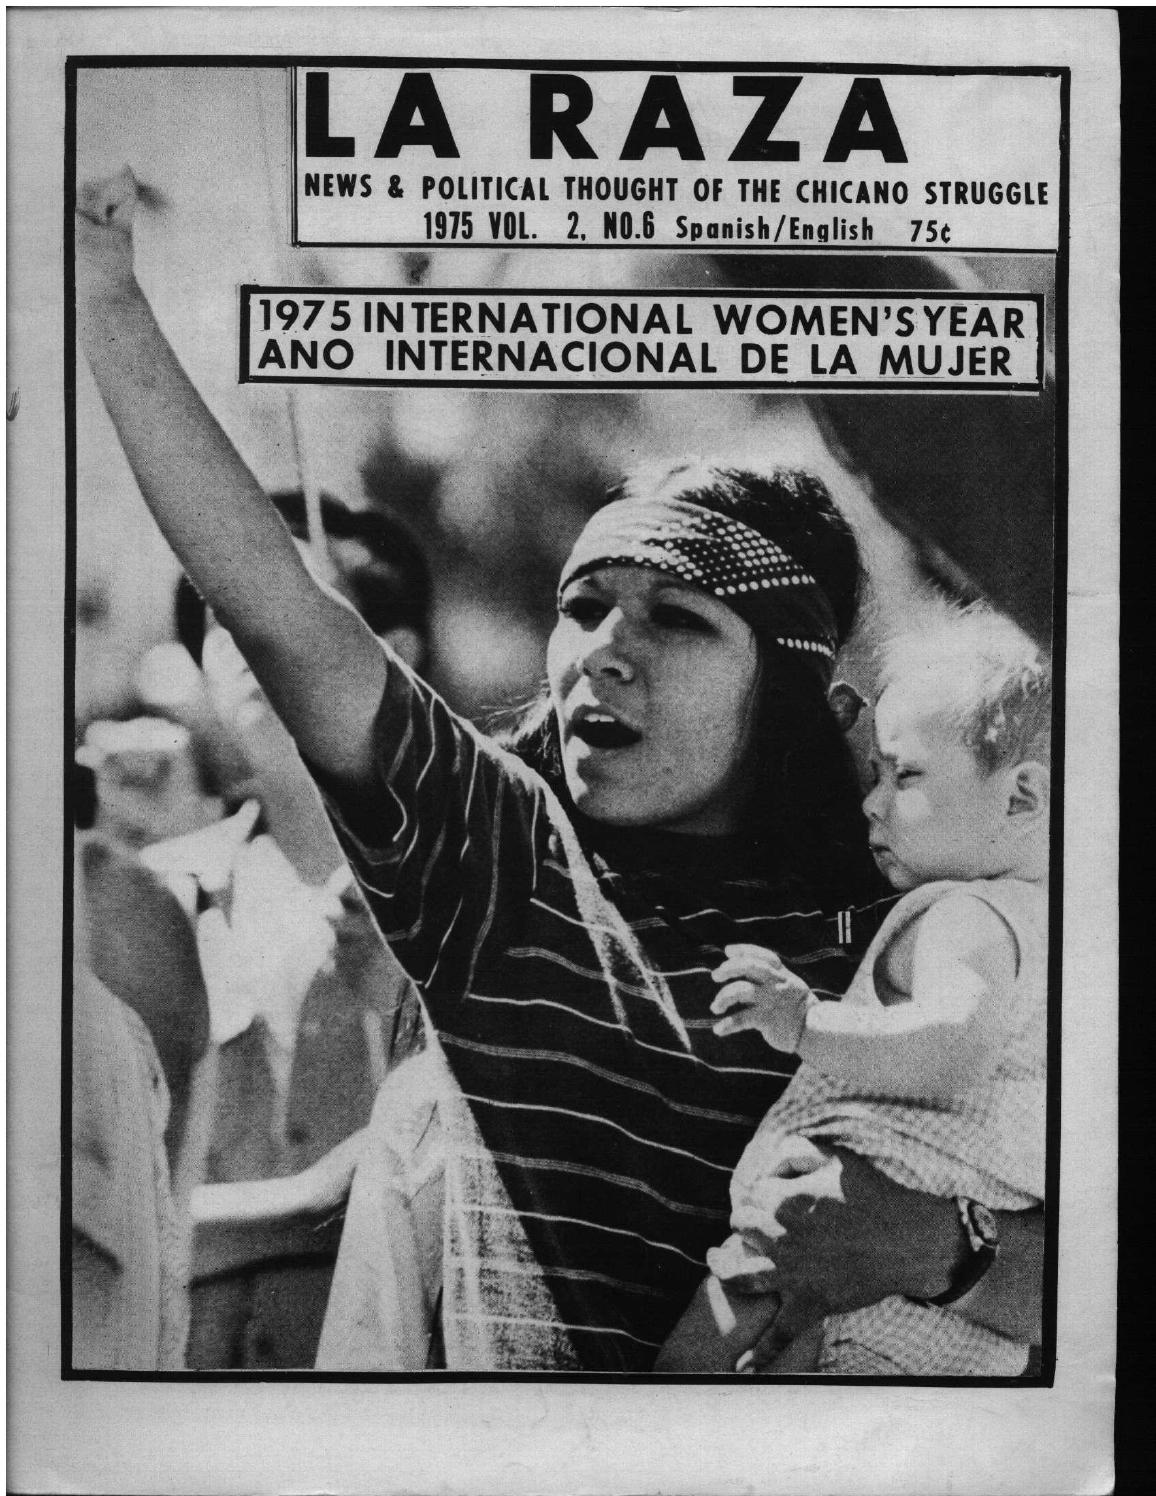 LA RAZA
NEWS & POLITICAL THOUGHT OF THE CHICANO STRUGGLE
1975 VOL. 2, NO.6 Spanish/English 75¢
1975 INTERNATIONAL WOMEN'S YEAR
ANO INTERNACIONAL DE LA MUJER